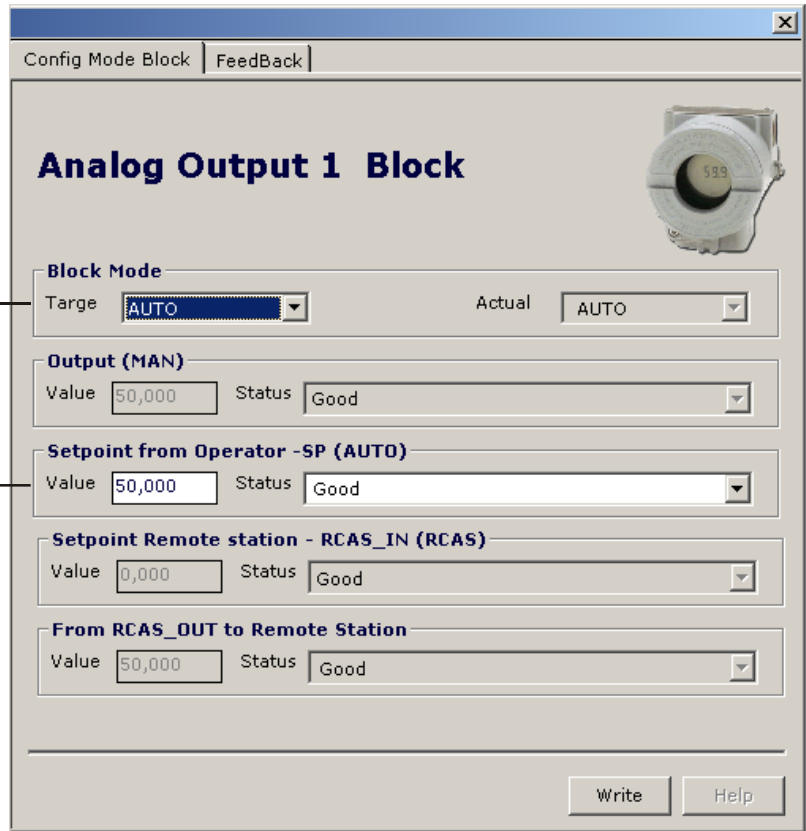 Config Mode Block FeedBack
Analog Output 1 Block
59.9
Block Mode
Targe AUTO Actual AUTO
Output (MAN)
Value 50,000 Status Good
Setpoint from Operator -SP (AUTO)
Value 50,000 Status Good
Setpoint Remote station - RCAS_IN (RCAS)
Value 0,000 Status Good
From RCAS_OUT to Remote Station
Value 50,000 Status Good
Write Help